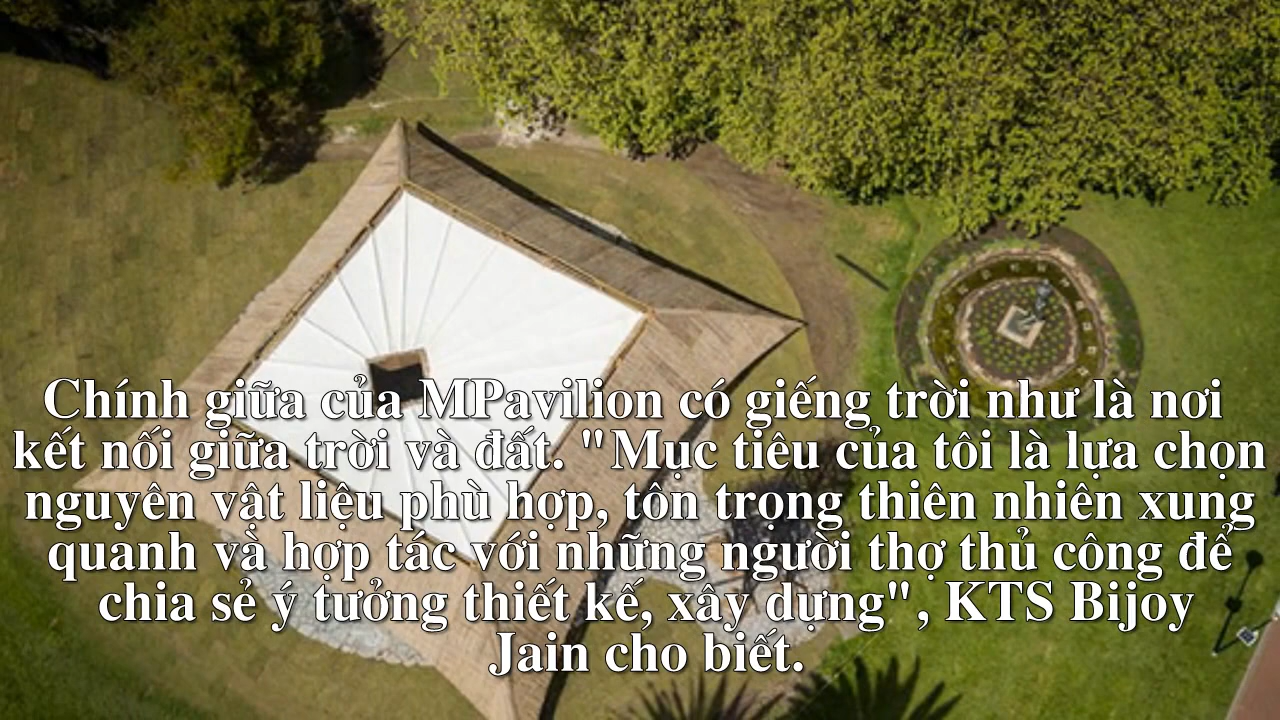 Chính giữa của MPavilion có giếng trời như là nơi
kết nối giữa trời và đất. "Mục tiêu của tôi là lựa chọn
nguyên vật liệu phù hợp, tôn trọng thiên nhiên xung
quanh và hợp tác với những người thợ thủ công để
chia sẻ ý tưởng thiết kế, xây dựng", KTS Bijoy
Jain cho biết.